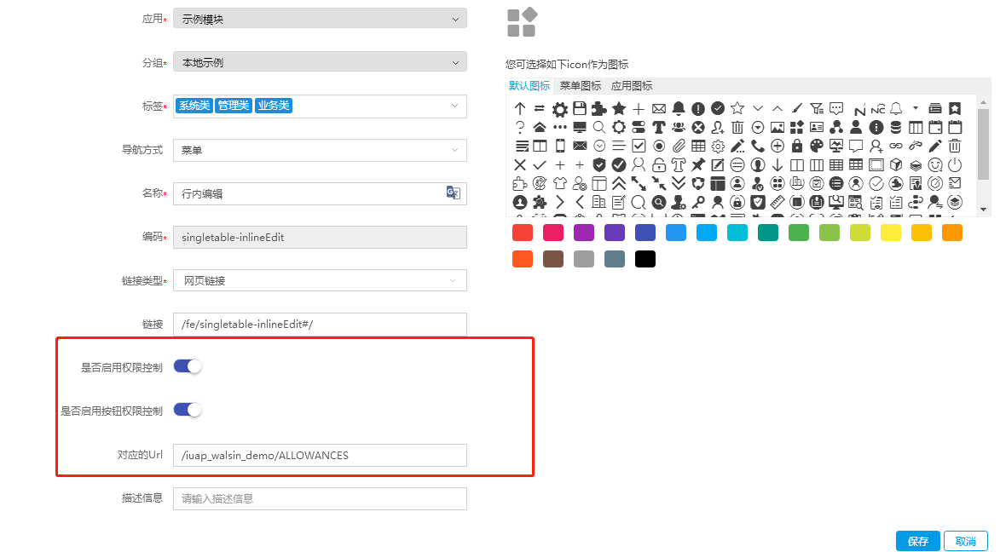 应用*
示例模块
分组*
本地示例
标签*
系统类 管理类 业务类
导航方式
菜单
名称*
行内编辑
编码*
singletable-inlineEdit
链接类型*
网页链接
链接
/fe/singletable-inlineEdit#/
是否启用权限控制
是否启用按钮权限控制
对应的Url
/iuap_walsin_demo/ALLOWANCES
描述信息
请输入描述信息
您可选择如下icon作为图标
默认图标 菜单图标 应用图标
保存 取消